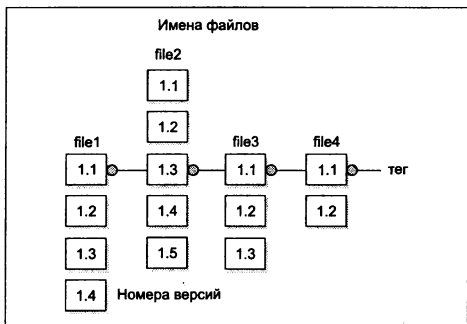 Имена файлов
file2
1.1
1.2
file1 file3 file4
1.1 1.3 1.1 1.1 тег
1.2 1.4 1.2 1.2
1.3 1.5 1.3
1.4 Номера версий